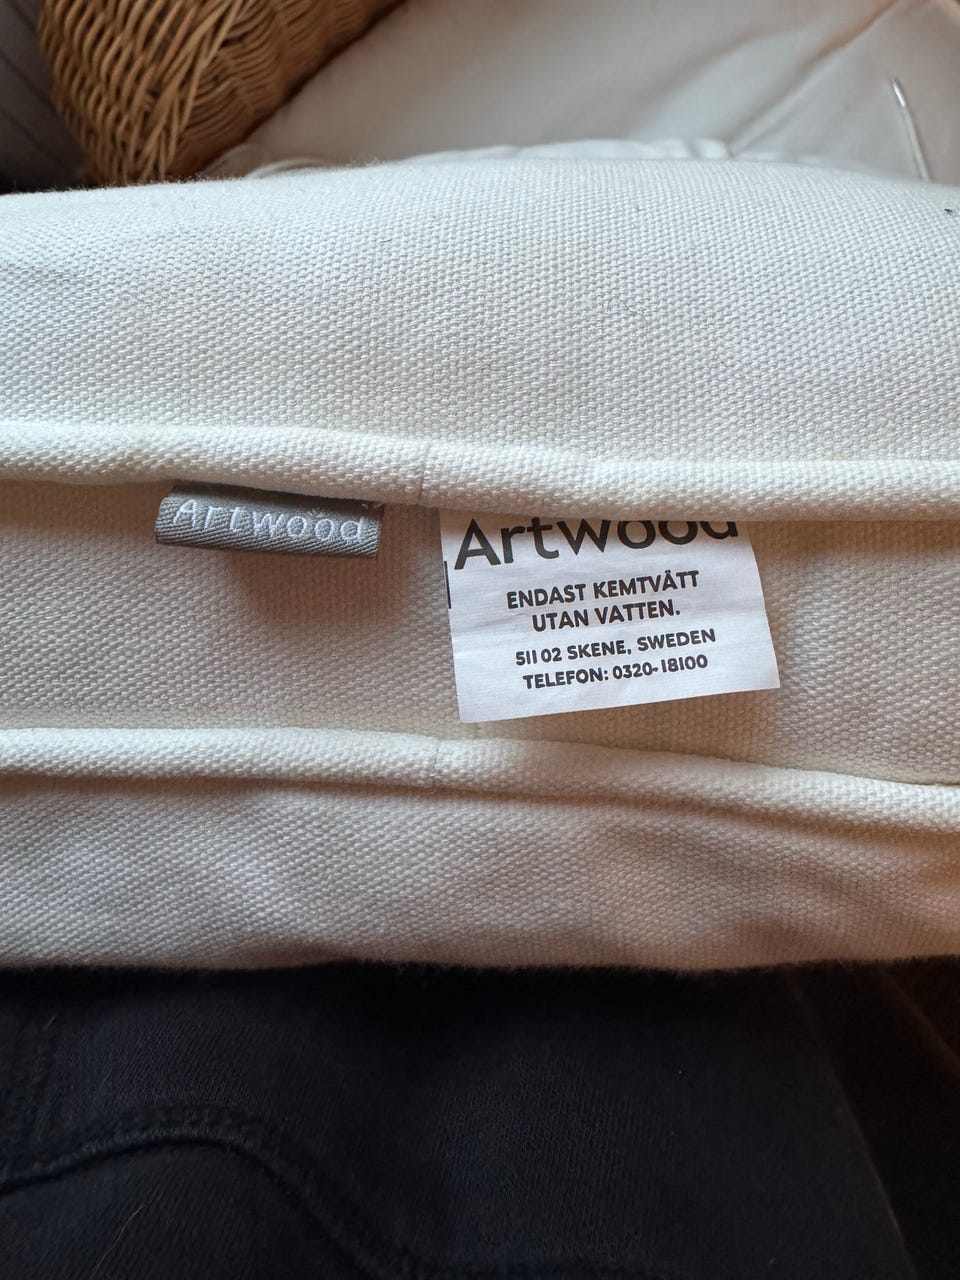 Artwood
Artwood
ENDAST KEMTVÄTT
UTAN VATTEN.
511 02 SKENE, SWEDEN
TELEFON: 0320-18100